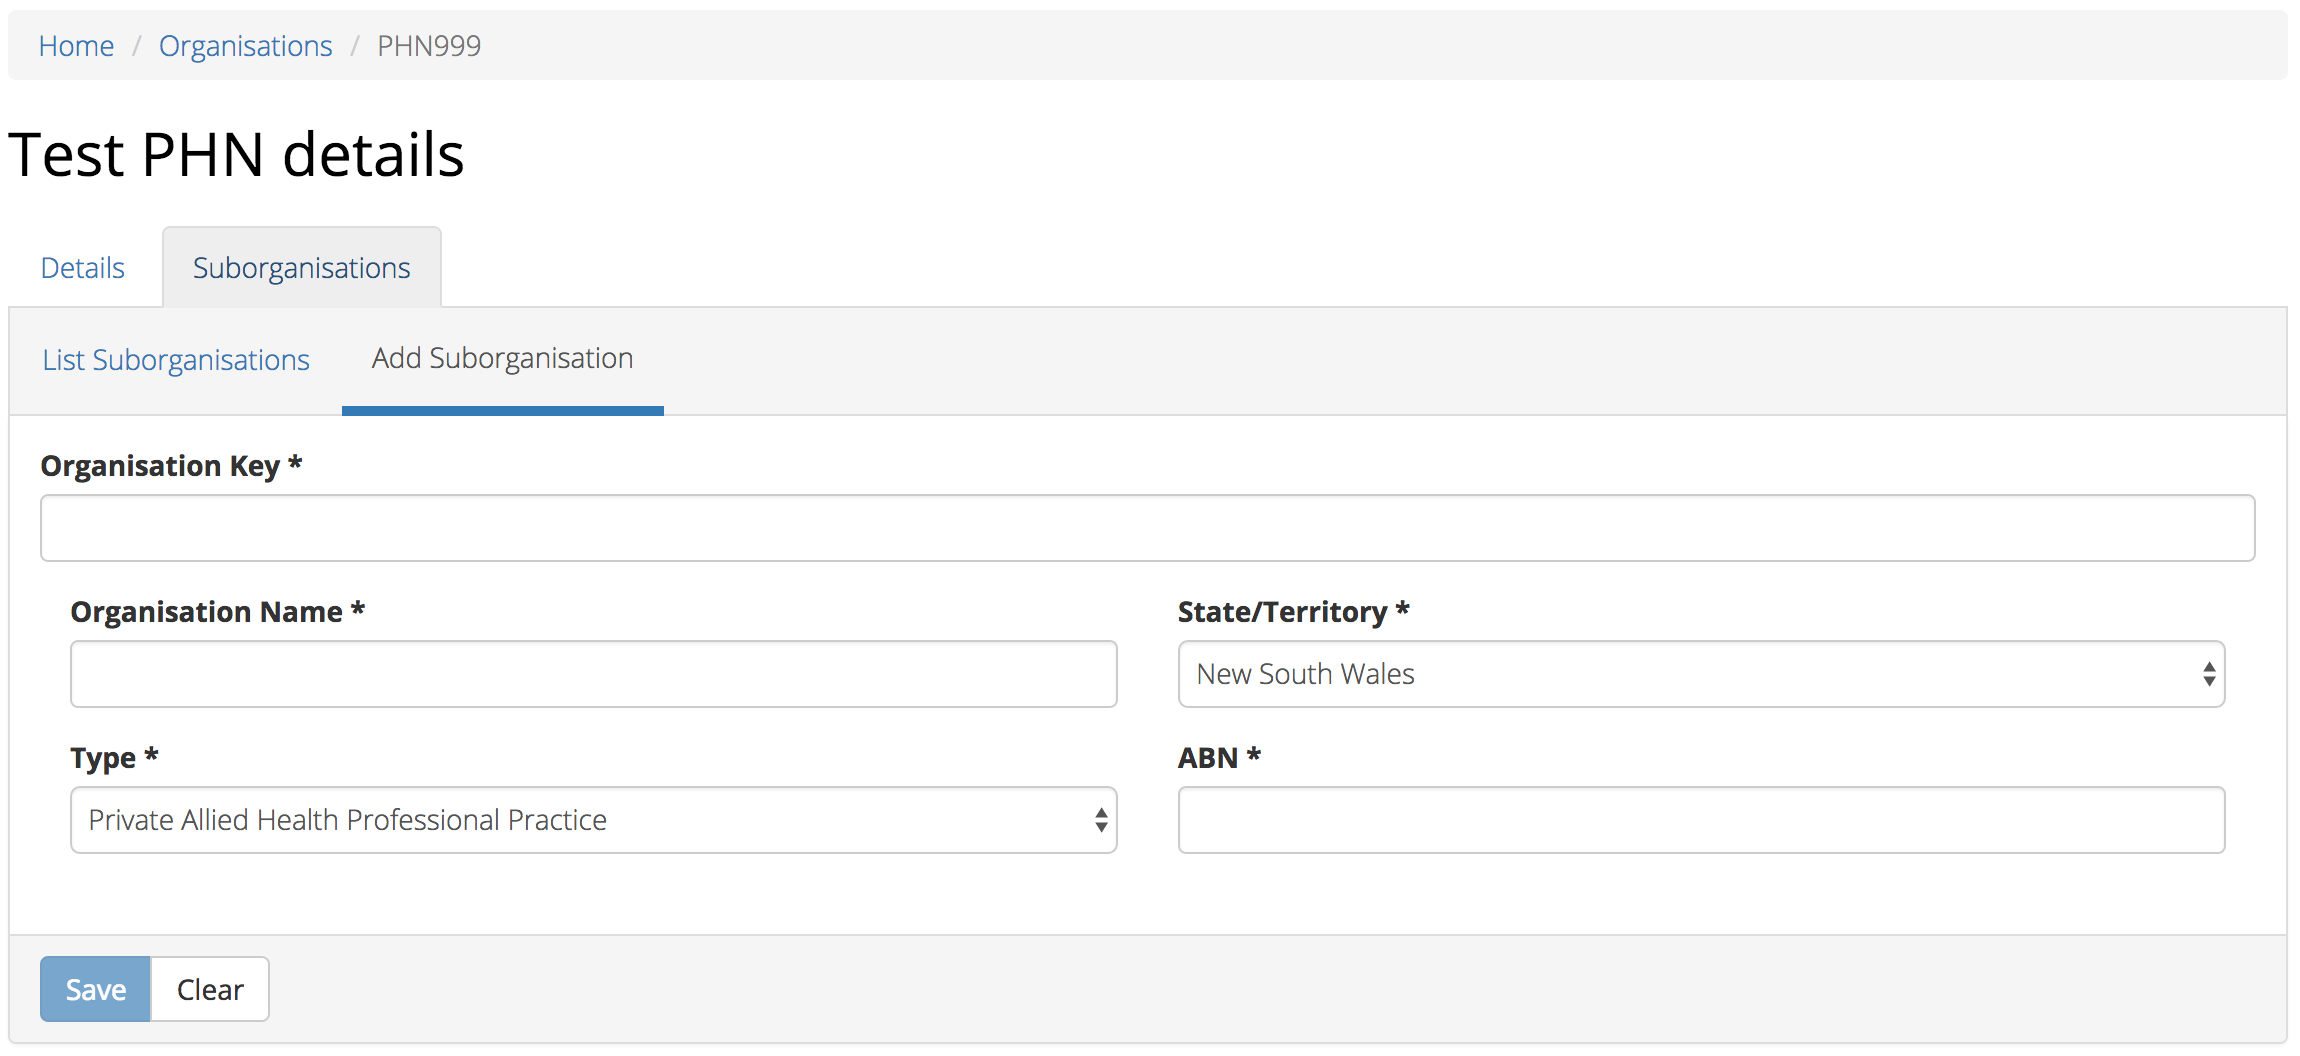 Home / Organisations / PHN999
Test PHN details
Details Suborganisations
List Suborganisations Add Suborganisation
Organisation Key *
Organisation Name * State/Territory *
New South Wales
Type * ABN *
Private Allied Health Professional Practice
Save Clear